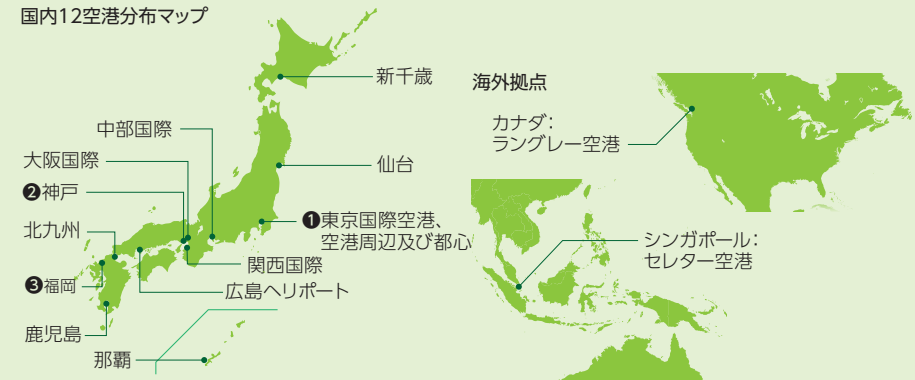 国内12空港分布マップ
新千歳
中部国際
大阪国際
仙台
❷神戸
北九州
❶東京国際空港、
空港周辺及び都心
関西国際
❸福岡
広島ヘリポート
鹿児島
那覇
海外拠点
カナダ：
ラングレー空港
シンガポール：
セレター空港